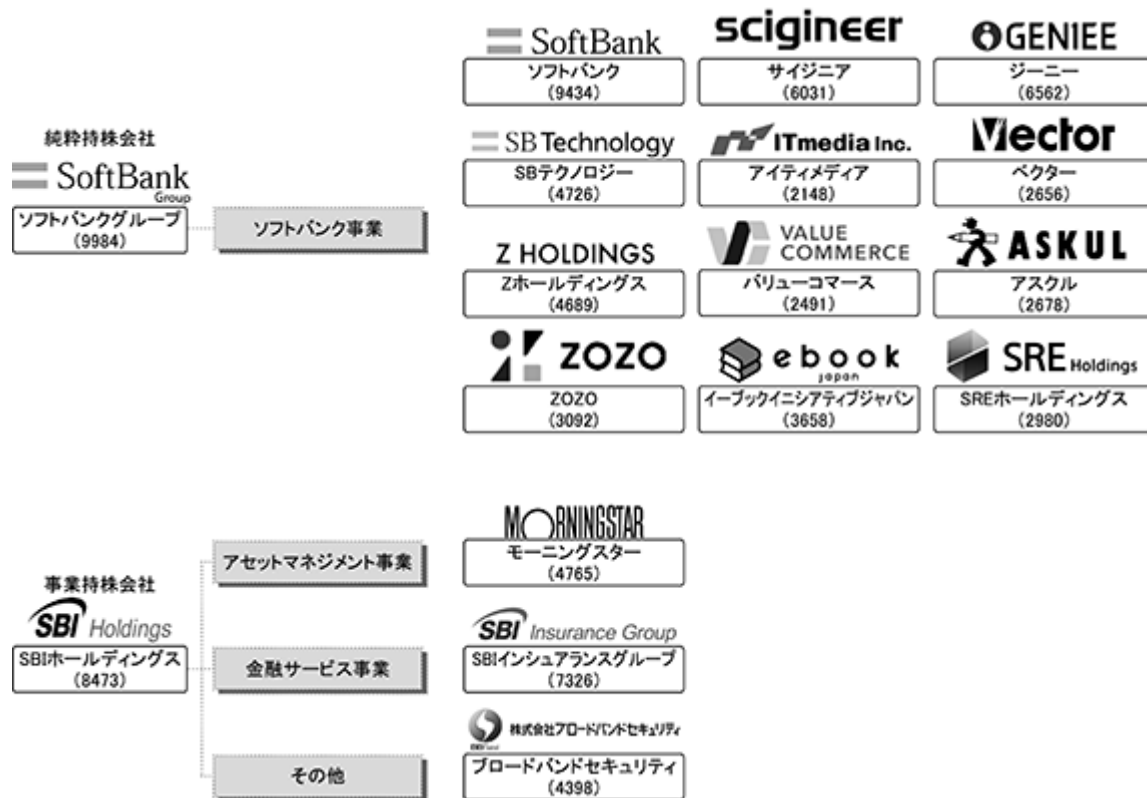 SoftBank
ソフトバンク
(9434)
scigineer
サイジニア
(6031)
GENIEE
ジーニー
(6562)
純粋持株会社
SoftBank
Group
ソフトバンクグループ
(9984)
ソフトバンク事業
SB Technology
SBテクノロジー
(4726)
ITmedia Inc.
アイティメディア
(2148)
Vector
ベクター
(2656)
Z HOLDINGS
Zホールディングス
(4689)
VALUE
COMMERCE
バリューコマース
(2491)
ASKUL
アスクル
(2678)
ZOZO
ZOZO
(3092)
ebook
japan
イーブックイニシアティブジャパン
(3658)
SRE Holdings
SREホールディングス
(2980)
事業持株会社
SBI Holdings
SBIホールディングス
(8473)
アセットマネジメント事業
MORNINGSTAR
モーニングスター
(4765)
金融サービス事業
SBI Insurance Group
SBIインシュアランスグループ
(7326)
その他
株式会社ブロードバンドセキュリティ
ブロードバンドセキュリティ
(4398)